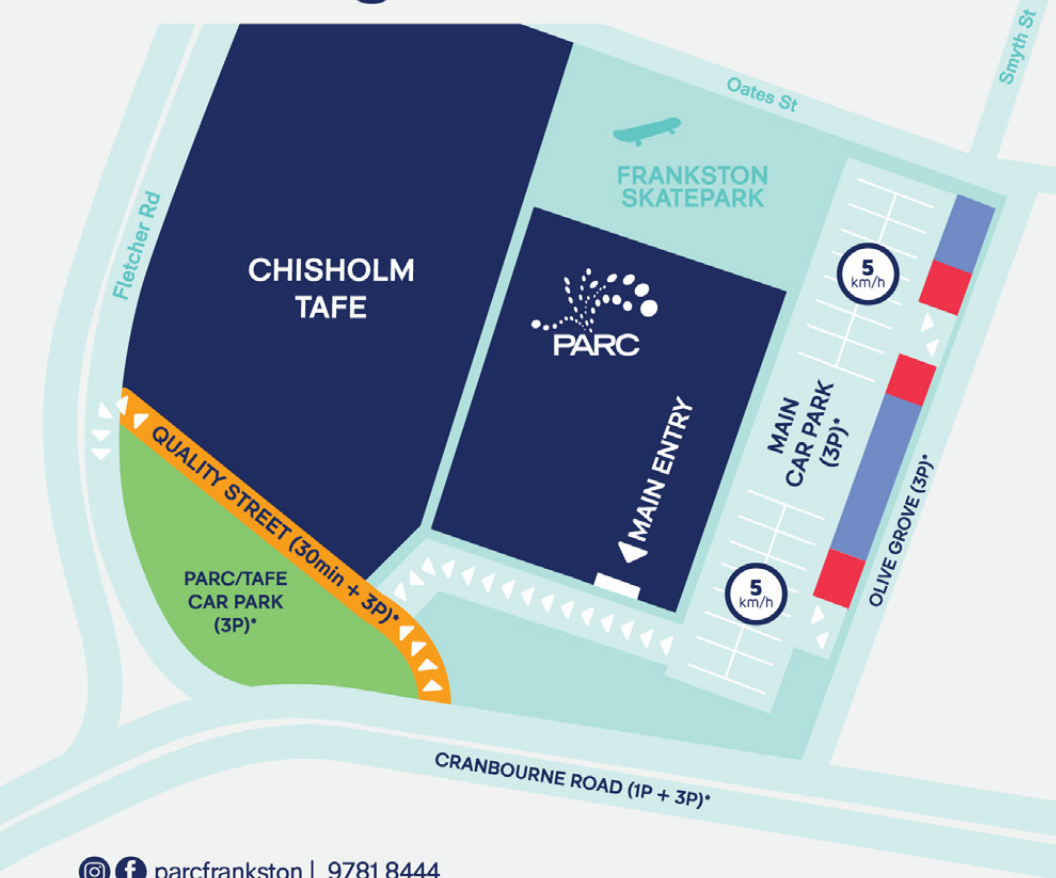 Smyth St
Oates St
FRANKSTON
SKATEPARK
Fletcher Rd
CHISHOLM
TAFE
PARC
5
km/h
MAIN
CAR PARK
(3P)*
MAIN ENTRY
QUALITY STREET (30min + 3P)*
OLIVE GROVE (3P)*
PARC/TAFE
CAR PARK
(3P)*
5
km/h
CRANBOURNE ROAD (1P + 3P)*
parcfrankston | 9781 8444